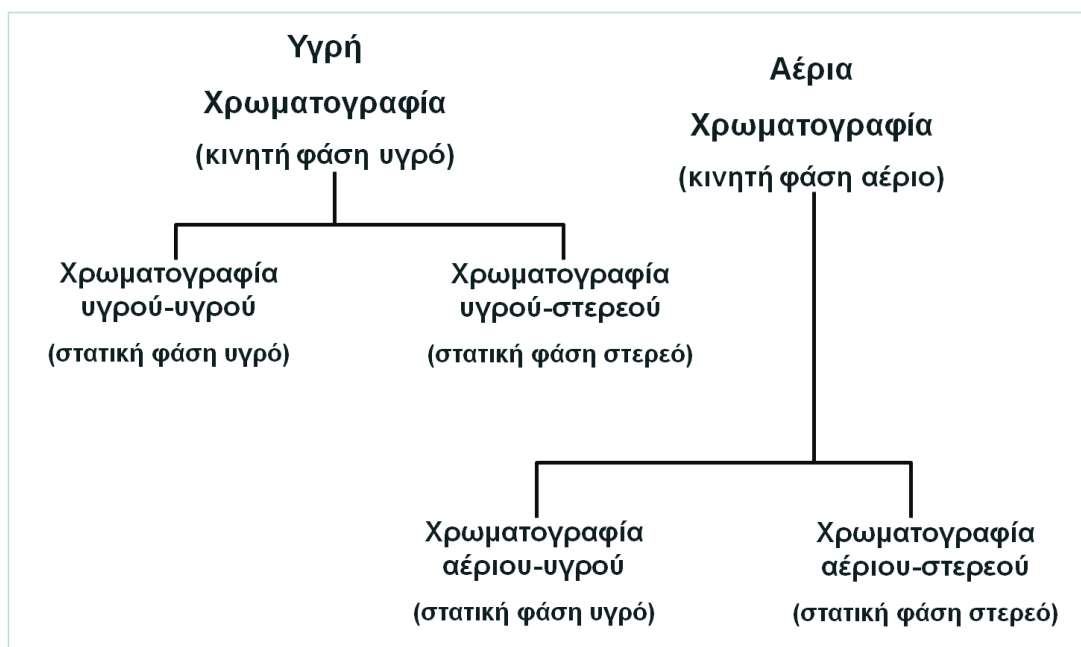 Υγρή
Χρωματογραφία
(κινητή φάση υγρό)
Αέρια
Χρωματογραφία
(κινητή φάση αέριο)
Χρωματογραφία
υγρού-υγρού
(στατική φάση υγρό)
Χρωματογραφία
υγρού-στερεού
(στατική φάση στερεό)
Χρωματογραφία
αέριου-υγρού
(στατική φάση υγρό)
Χρωματογραφία
αέριου-στερεού
(στατική φάση στερεό)